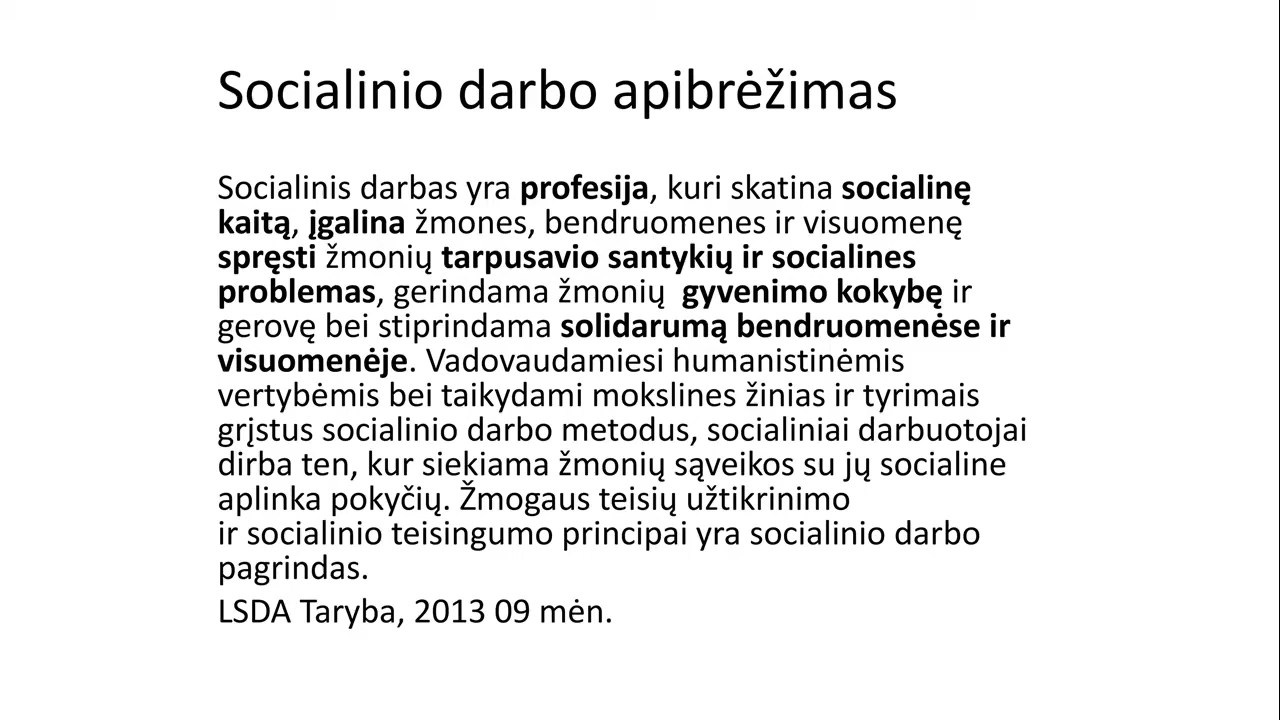 Socialinio darbo apibrėžimas
Socialinis darbas yra profesija, kuri skatina socialinę
kaitą, įgalina žmones, bendruomenes ir visuomenę
spręsti žmonių tarpusavio santykių ir socialines
problemas, gerindama žmonių  gyvenimo kokybę ir
gerovę bei stiprindama solidarumą bendruomenėse ir
visuomenėje. Vadovaudamiesi humanistinėmis
vertybėmis bei taikydami mokslines žinias ir tyrimais
grįstus socialinio darbo metodus, socialiniai darbuotojai
dirba ten, kur siekiama žmonių sąveikos su jų socialine
aplinka pokyčių. Žmogaus teisių užtikrinimo
ir socialinio teisingumo principai yra socialinio darbo
pagrindas.
LSDA Taryba, 2013 09 mėn.